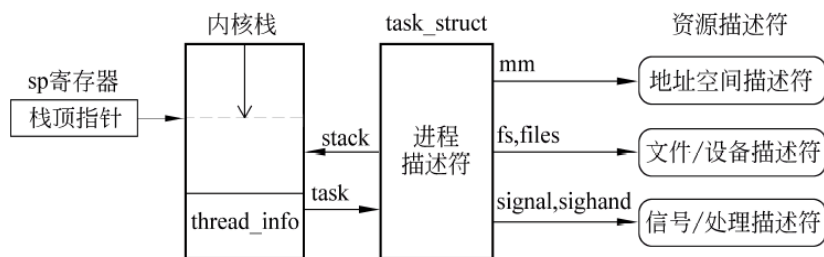 内核栈
task_struct
资源描述符
sp寄存器
栈顶指针
stack
task
thread_info
进程
描述符
mm
fs,files
signal,sighand
地址空间描述符
文件/设备描述符
信号/处理描述符